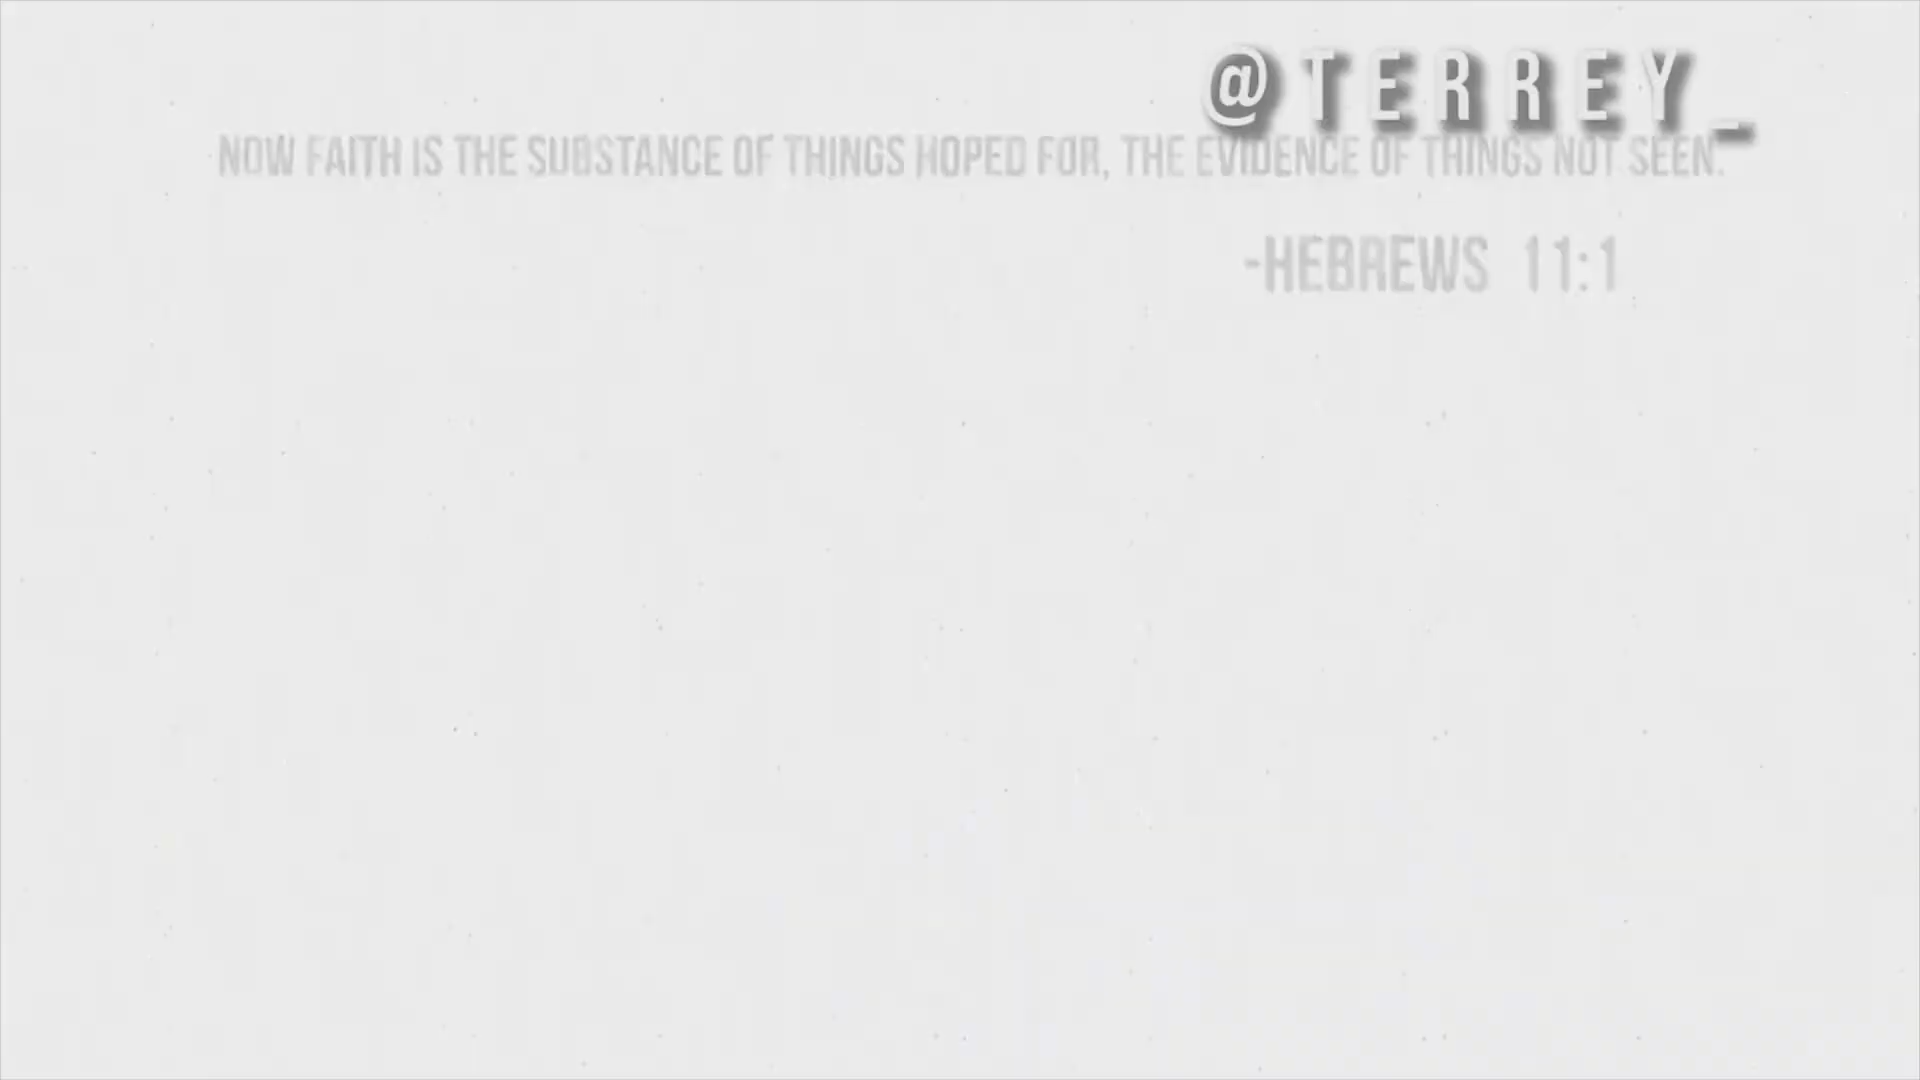 @TERREY_
NOW FAITH IS THE SUBSTANCE OF THINGS HOPED FOR, THE EVIDENCE OF THINGS NOT SEEN.
-HEBREWS 11:1